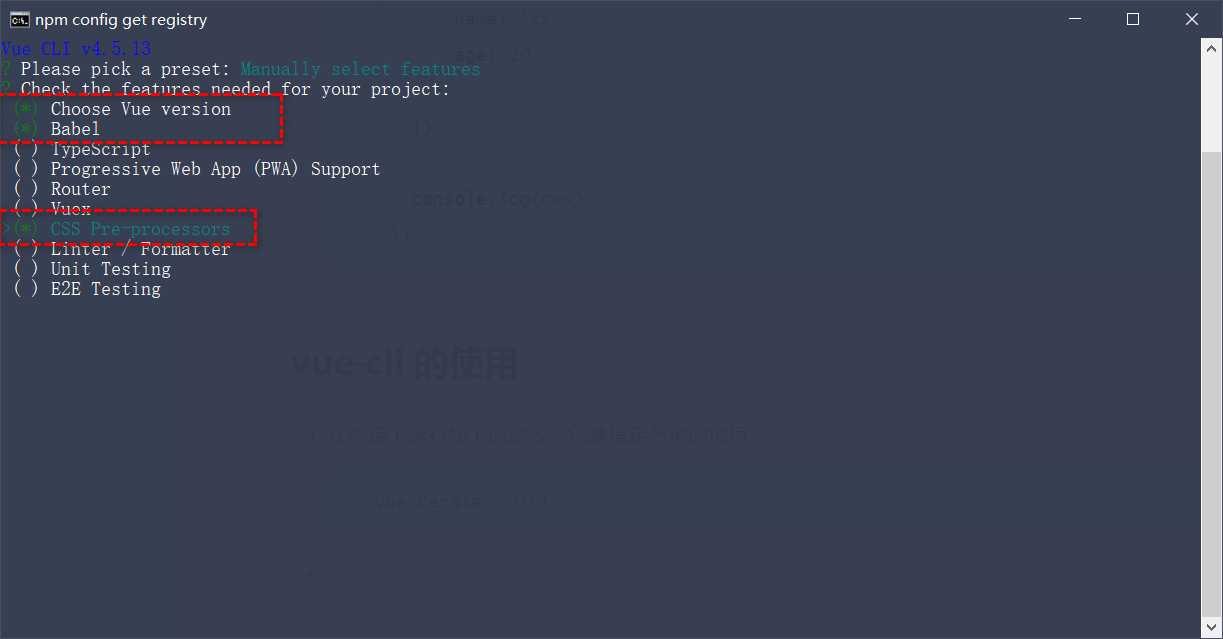 npm config get registry
Vue CLI v4.5.13
? Please pick a preset: Manually select features
? Check the features needed for your project:
(*) Choose Vue version
(*) Babel
( ) TypeScript
( ) Progressive Web App (PWA) Support
( ) Router
( ) Vuex
>(*) CSS Pre-processors
( ) Linter / Formatter
( ) Unit Testing
( ) E2E Testing
vue-cli 的使用